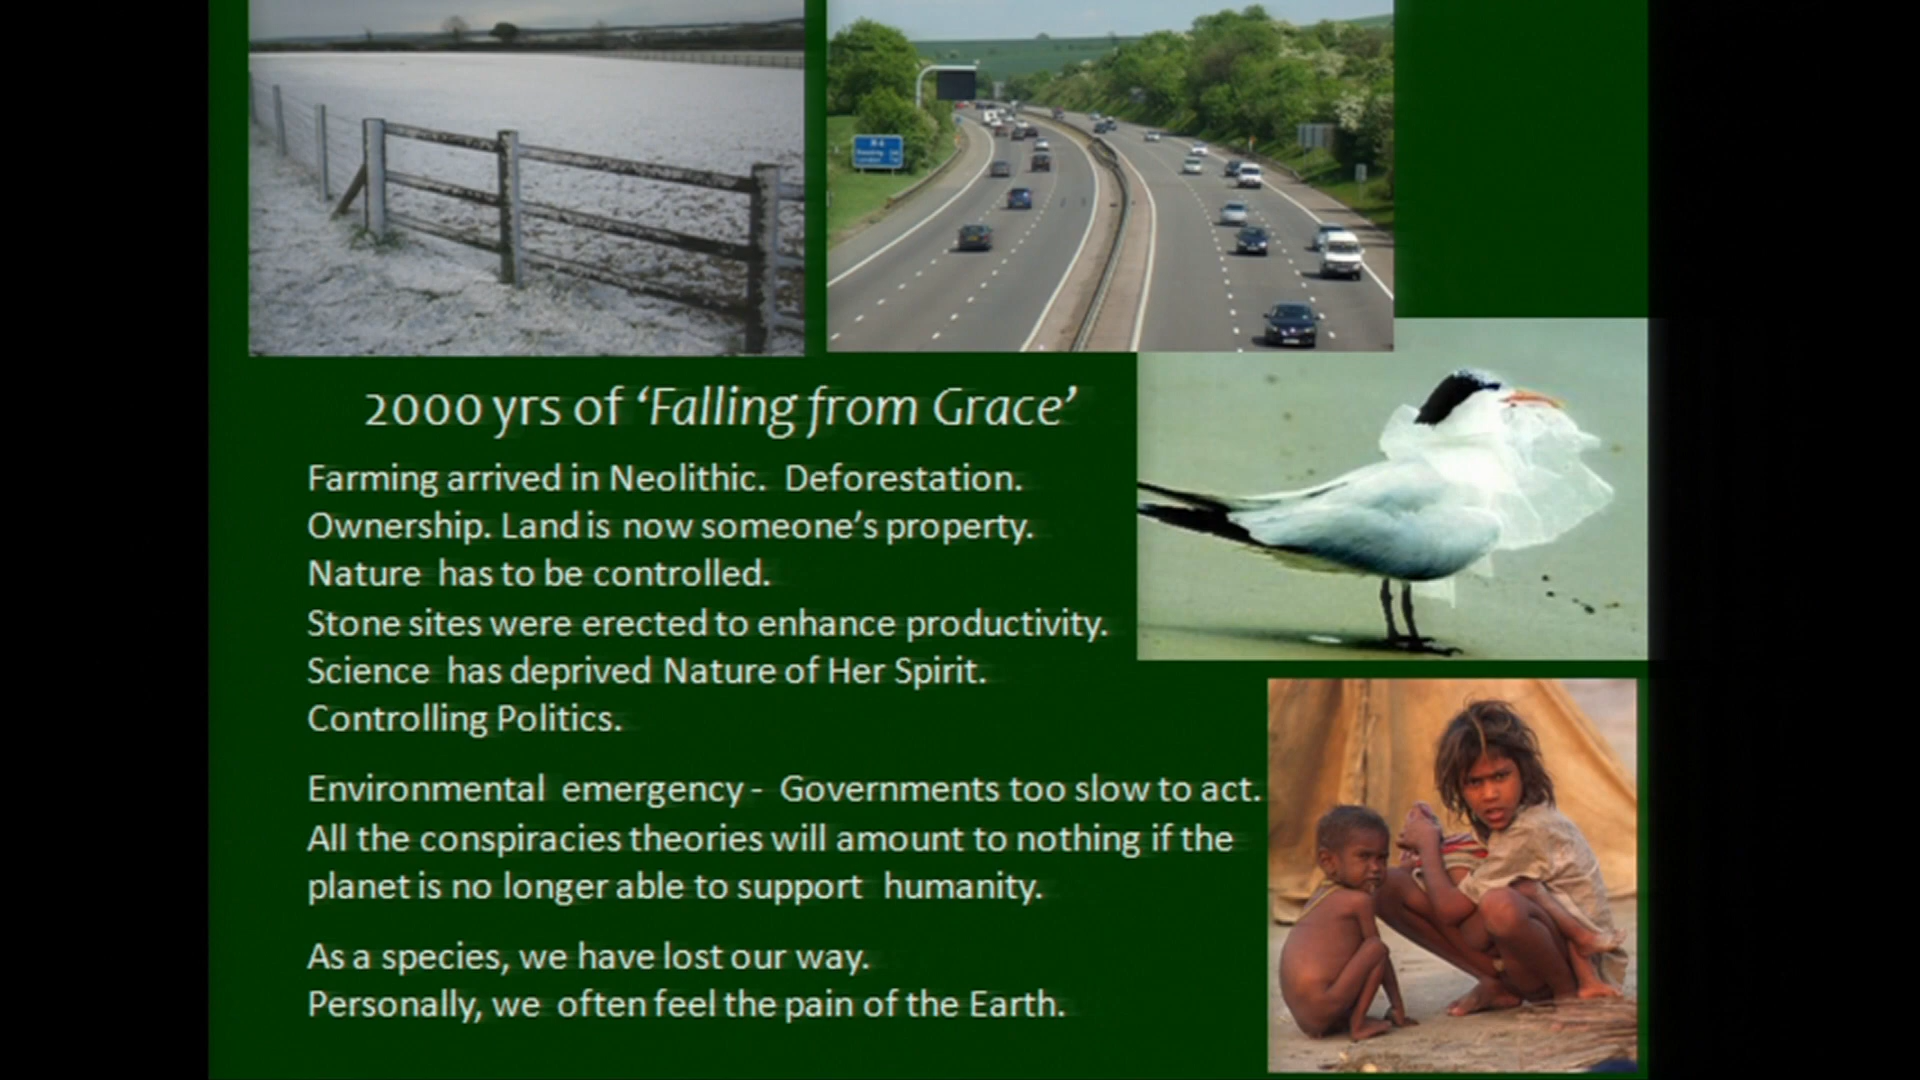 2000 yrs of ‘Falling from Grace’
Farming arrived in Neolithic. Deforestation.
Ownership. Land is now someone’s property.
Nature has to be controlled.
Stone sites were erected to enhance productivity.
Science has deprived Nature of Her Spirit.
Controlling Politics.
Environmental emergency - Governments too slow to act.
All the conspiracies theories will amount to nothing if the
planet is no longer able to support humanity.
As a species, we have lost our way.
Personally, we often feel the pain of the Earth.